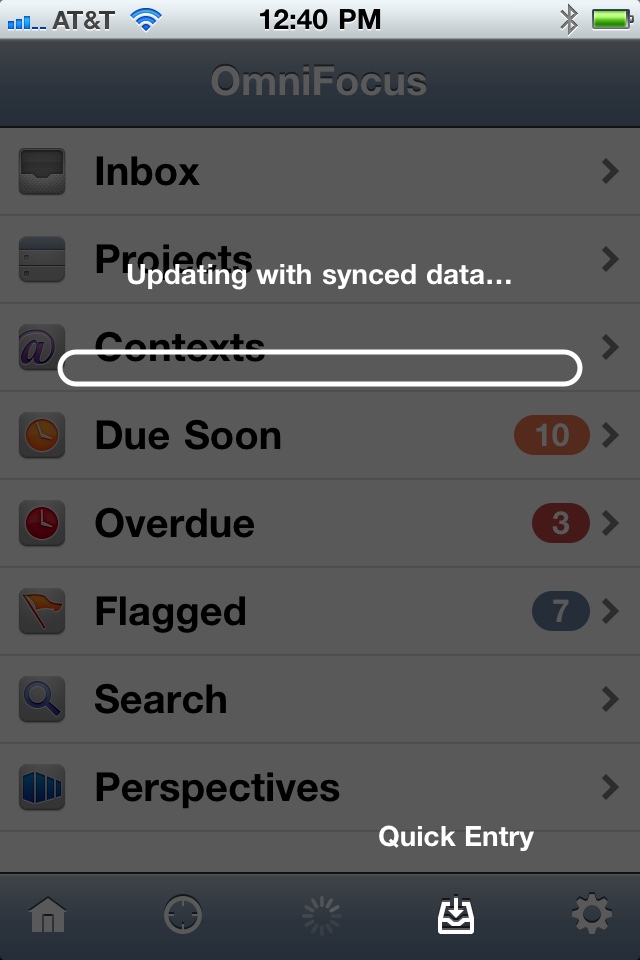 AT&T 12:40 PM
OmniFocus
Inbox
Projects
Updating with synced data...
Contexts
Due Soon 10
Overdue 3
Flagged 7
Search
Perspectives
Quick Entry